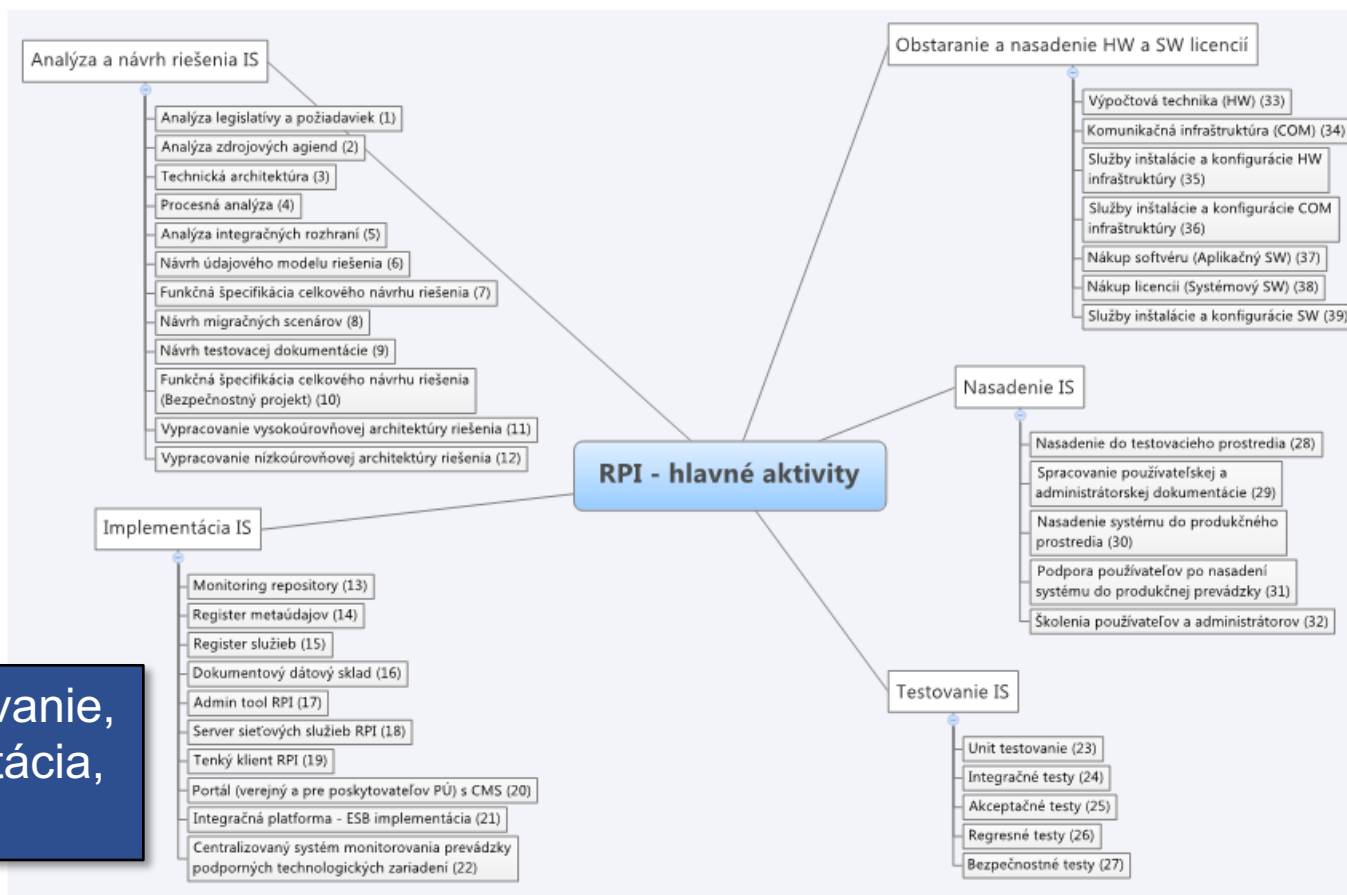 Analýza a návrh riešenia IS
Analýza legislatívy a požiadaviek (1)
Analýza zdrojových agiend (2)
Technická architektúra (3)
Procesná analýza (4)
Analýza integračných rozhraní (5)
Návrh údajového modelu riešenia (6)
Funkčná špecifikácia celkového návrhu riešenia (7)
Návrh migračných scenárov (8)
Návrh testovacej dokumentácie (9)
Funkčná špecifikácia celkového návrhu riešenia
(Bezpečnostný projekt) (10)
Vypracovanie vysokoúrovňovej architektúry riešenia (11)
Vypracovanie nízkoúrovňovej architektúry riešenia (12)
Obstaranie a nasadenie HW a SW licencií
Výpočtová technika (HW) (33)
Komunikačná infraštruktúra (COM) (34)
Služby inštalácie a konfigurácie HW
infraštruktúry (35)
Služby inštalácie a konfigurácie COM
infraštruktúry (36)
Nákup softvéru (Aplikačný SW) (37)
Nákup licencii (Systémový SW) (38)
Služby inštalácie a konfigurácie SW (39)
RPI - hlavné aktivity
Nasadenie IS
Nasadenie do testovacieho prostredia (28)
Spracovanie používateľskej a
administrátorskej dokumentácie (29)
Nasadenie systému do produkčného
prostredia (30)
Podpora používateľov po nasadení
systému do produkčnej prevádzky (31)
Školenia používateľov a administrátorov (32)
Implementácia IS
Monitoring repository (13)
Register metaúdajov (14)
Register služieb (15)
Dokumentový dátový sklad (16)
Admin tool RPI (17)
Server sieťových služieb RPI (18)
Tenký klient RPI (19)
Portál (verejný a pre poskytovateľov PÚ) s CMS (20)
Integračná platforma - ESB implementácia (21)
Centralizovaný systém monitorovania prevádzky
podporných technologických zariadení (22)
Testovanie IS
Unit testovanie (23)
Integračné testy (24)
Akceptačné testy (25)
Regresné testy (26)
Bezpečnostné testy (27)
vanie,
tácia,